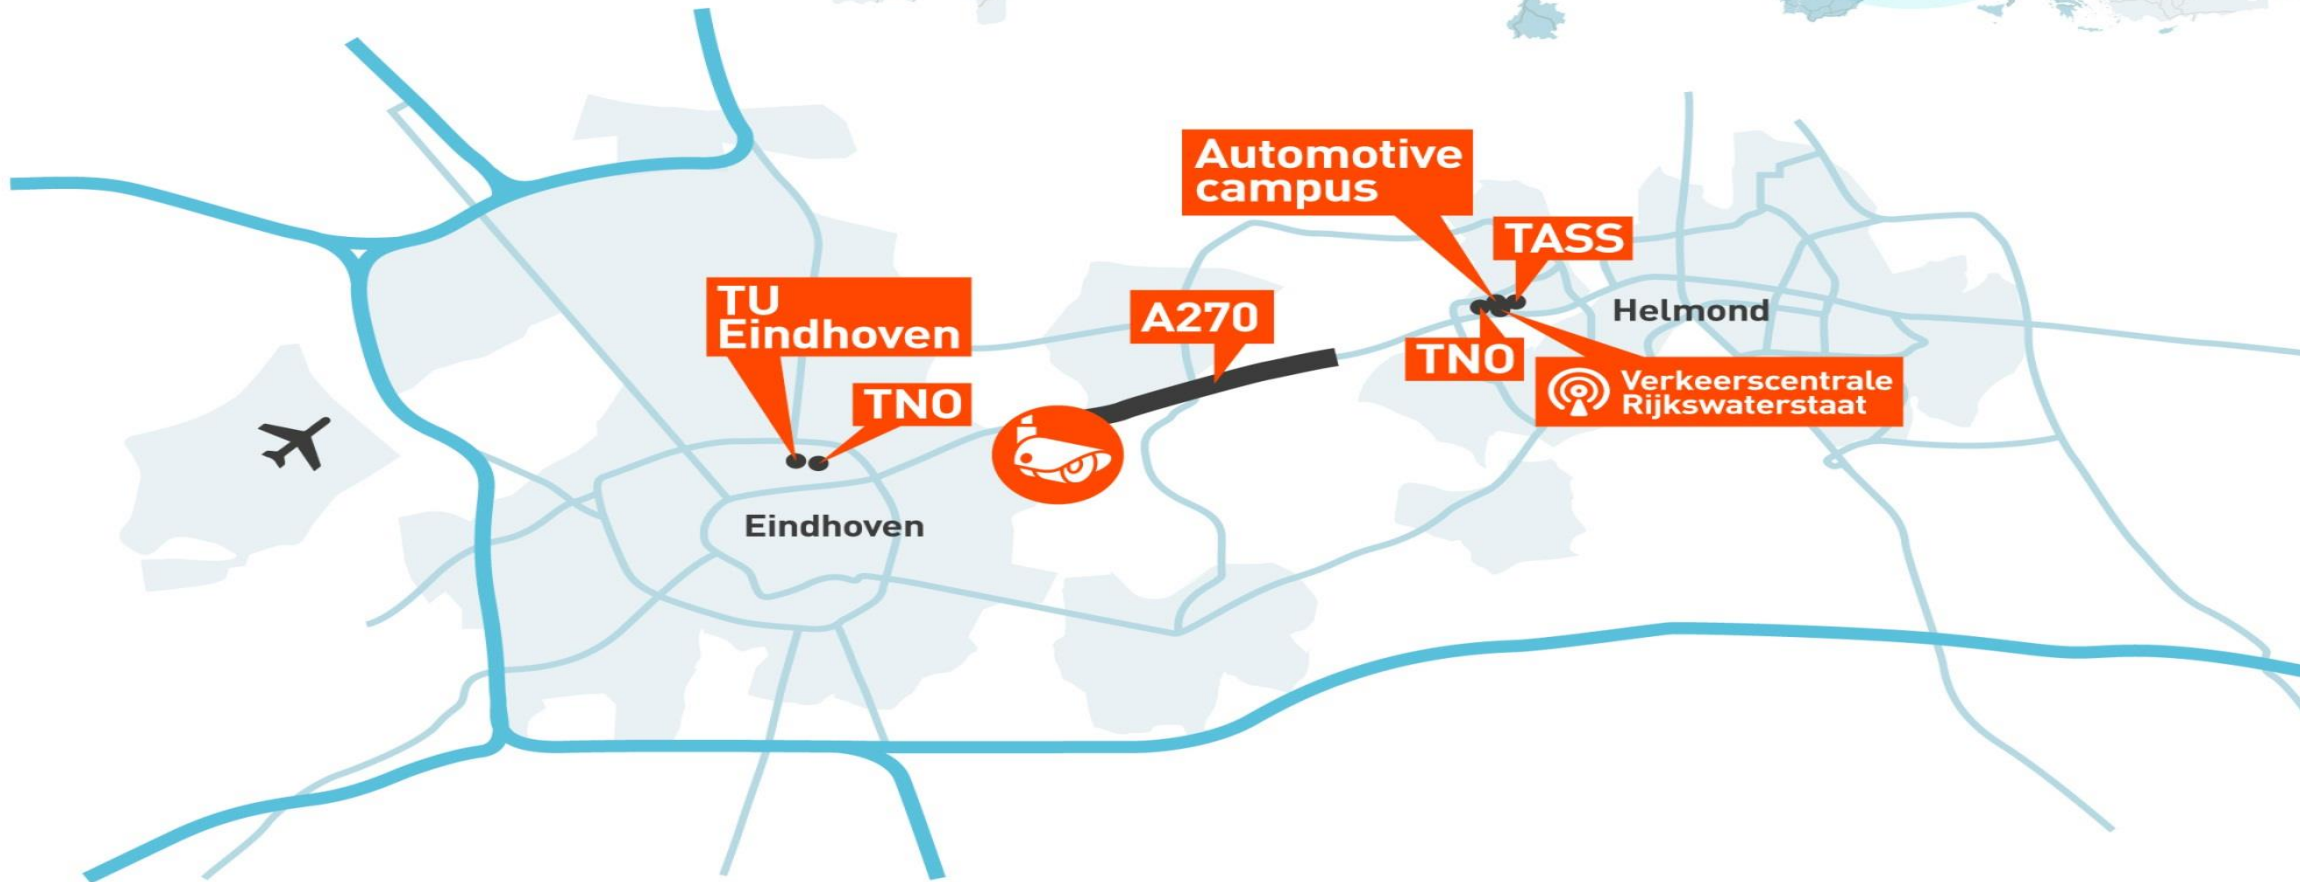 Automotive
campus
TASS
TU
Eindhoven
A270
Helmond
TNO
Verkeerscentrale
Rijkswaterstaat
TNO
Eindhoven